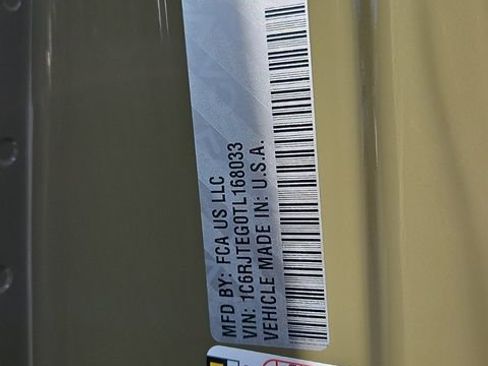 MFD BY: FCA US LLC
VIN: 1C6RJTEG0TL168033
VEHICLE MADE IN: U.S.A.